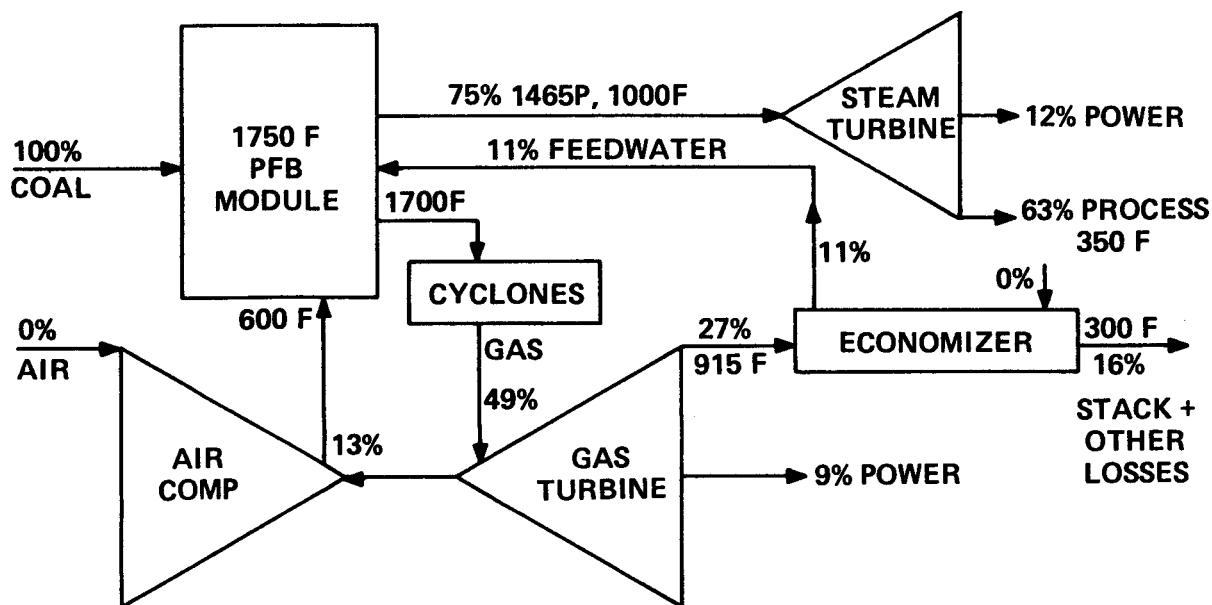 75% 1465P, 1000F
STEAM
TURBINE
12% POWER
1750 F
PFB
MODULE
100%
COAL
11% FEEDWATER
1700F
63% PROCESS
350 F
11%
0%
CYCLONES
600 F
0%
AIR
GAS
27%
915 F
ECONOMIZER
300 F
16%
49%
STACK +
OTHER
LOSSES
13%
AIR
COMP
GAS
TURBINE
9% POWER